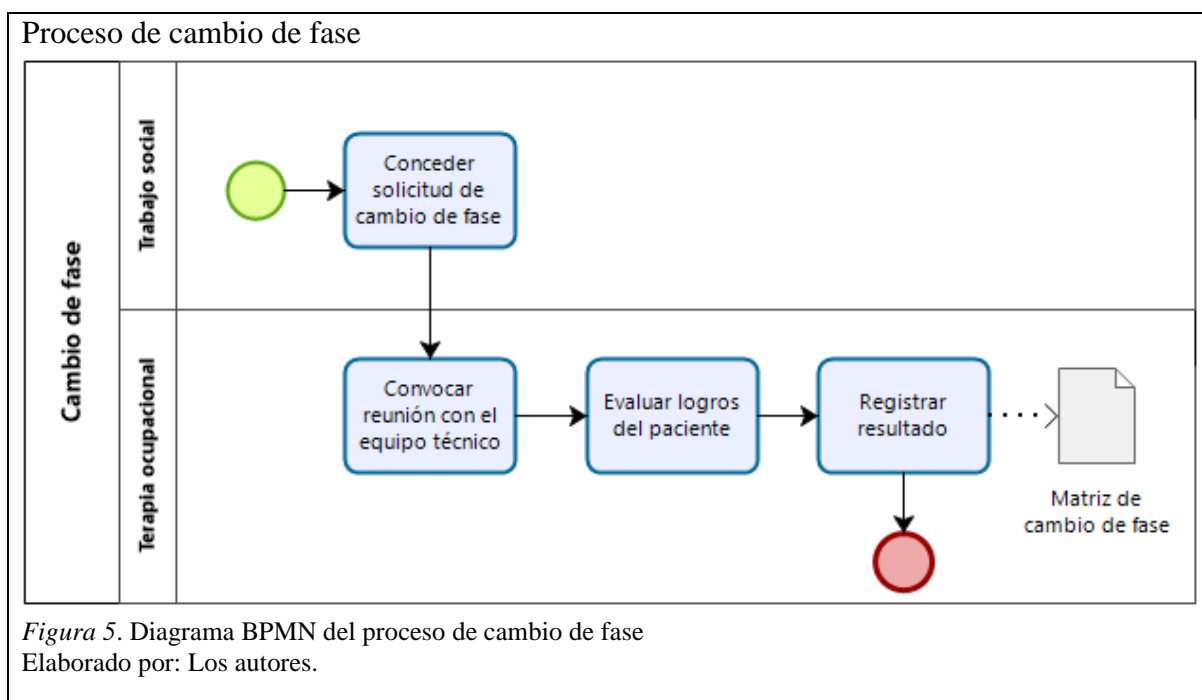 Proceso de cambio de fase
Cambio de fase
Trabajo social
Conceder
solicitud de
cambio de fase
Terapia ocupacional
Convocar
reunión con el
equipo técnico
Evaluar logros
del paciente
Registrar
resultado
Matriz de
cambio de fase
Figura 5. Diagrama BPMN del proceso de cambio de fase
Elaborado por: Los autores.